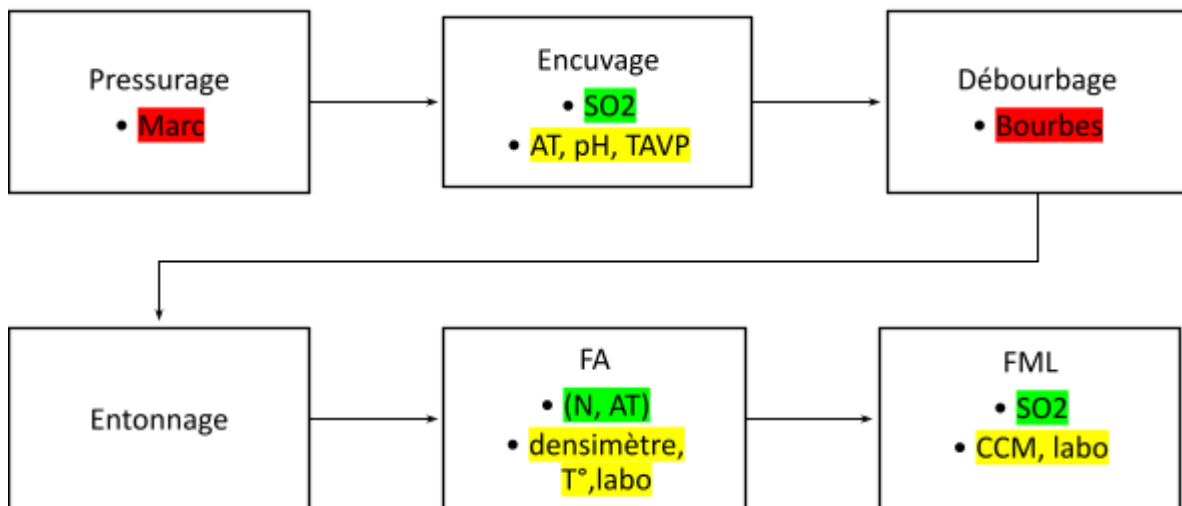 Pressurage
• Marc
Encuvage
• SO2
• AT, pH, TAVP
Débourbage
• Bourbes
Entonnage
FA
• (N, AT)
• densimètre,
T°,labo
FML
• SO2
• CCM, labo